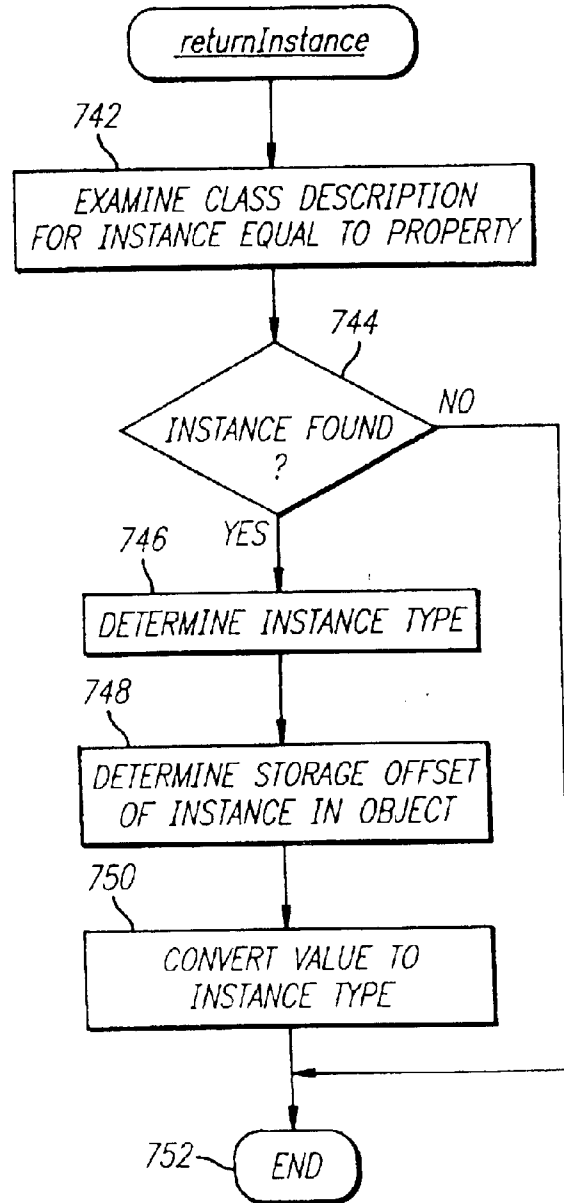 returnInstance
742
EXAMINE CLASS DESCRIPTION
FOR INSTANCE EQUAL TO PROPERTY
744
INSTANCE FOUND
?
NO
YES
746
DETERMINE INSTANCE TYPE
748
DETERMINE STORAGE OFFSET
OF INSTANCE IN OBJECT
750
CONVERT VALUE TO
INSTANCE TYPE
752
END